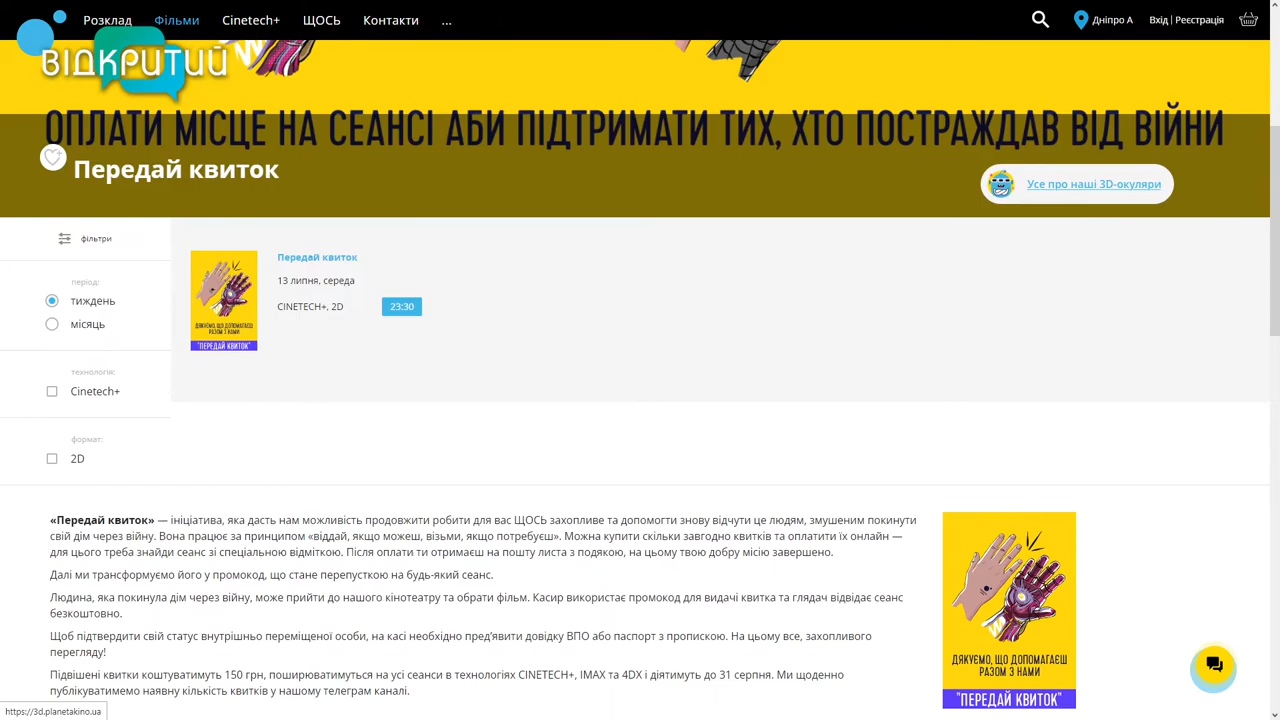 Розклад Фільми Cinetech+ ЩОСЬ Контакти ... Дніпро А Вхід | Реєстрація
ВІДКРИТИЙ
ОПЛАТИ МІСЦЕ НА СЕАНСІ АБИ ПІДТРИМАТИ ТИХ, ХТО ПОСТРАЖДАВ ВІД ВІЙНИ
Передай квиток
Усе про наші 3D-окуляри
фільтри
період:
тиждень
місяць
технологія:
Cinetech+
формат:
2D
Передай квиток
13 липня, середа
CINETECH+, 2D 23:30
ДЯКУЄМО, ЩО ДОПОМАГАЄШ
РАЗОМ З НАМИ
"ПЕРЕДАЙ КВИТОК"
«Передай квиток» — ініціатива, яка дасть нам можливість продовжити робити для вас ЩОСЬ захопливе та допомогти знову відчути це людям, змушеним покинути
свій дім через війну. Вона працює за принципом «віддай, якщо можеш, візьми, якщо потребуєш». Можна купити скільки завгодно квитків та оплатити їх онлайн —
для цього треба знайди сеанс зі спеціальною відміткою. Після оплати ти отримаєш на пошту листа з подякою, на цьому твою добру місію завершено.
Далі ми трансформуємо його у промокод, що стане перепусткою на будь-який сеанс.
Людина, яка покинула дім через війну, може прийти до нашого кінотеатру та обрати фільм. Касир використає промокод для видачі квитка та глядач відвідає сеанс
безкоштовно.
Щоб підтвердити свій статус внутрішньо переміщеної особи, на касі необхідно пред’явити довідку ВПО або паспорт з пропискою. На цьому все, захопливого
перегляду!
Підвішені квитки коштуватимуть 150 грн, поширюватимуться на усі сеанси в технологіях CINETECH+, IMAX та 4DX і діятимуть до 31 серпня. Ми щоденно
публікуватимемо наявну кількість квитків у нашому телеграм каналі.
ДЯКУЄМО, ЩО ДОПОМАГАЄШ
РАЗОМ З НАМИ
"ПЕРЕДАЙ КВИТОК"
https://3d.planetakino.ua